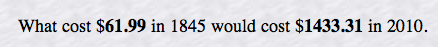 What cost $61.99 in 1845 would cost $1433.31 in 2010.